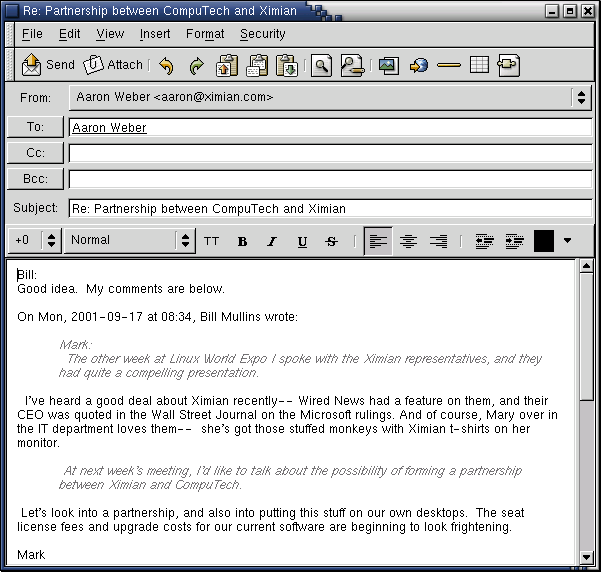 Re: Partnership between CompuTech and Ximian
File Edit View Insert Format Security
Send Attach
From: Aaron Weber <aaron@ximian.com>
To: Aaron Weber
Cc:
Bcc:
Subject: Re: Partnership between CompuTech and Ximian
+0 Normal TT B I U S
Bill:
Good idea.  My comments are below.
On Mon, 2001-09-17 at 08:34, Bill Mullins wrote:
Mark:
The other week at Linux World Expo I spoke with the Ximian representatives, and they
had quite a compelling presentation.
I've heard a good deal about Ximian recently-- Wired News had a feature on them, and their
CEO was quoted in the Wall Street Journal on the Microsoft rulings. And of course, Mary over in
the IT department loves them--  she's got those stuffed monkeys with Ximian t-shirts on her
monitor.
At next week's meeting, I'd like to talk about the possibility of forming a partnership
between Ximian and CompuTech.
Let's look into a partnership, and also into putting this stuff on our own desktops.  The seat
license fees and upgrade costs for our current software are beginning to look frightening.
Mark